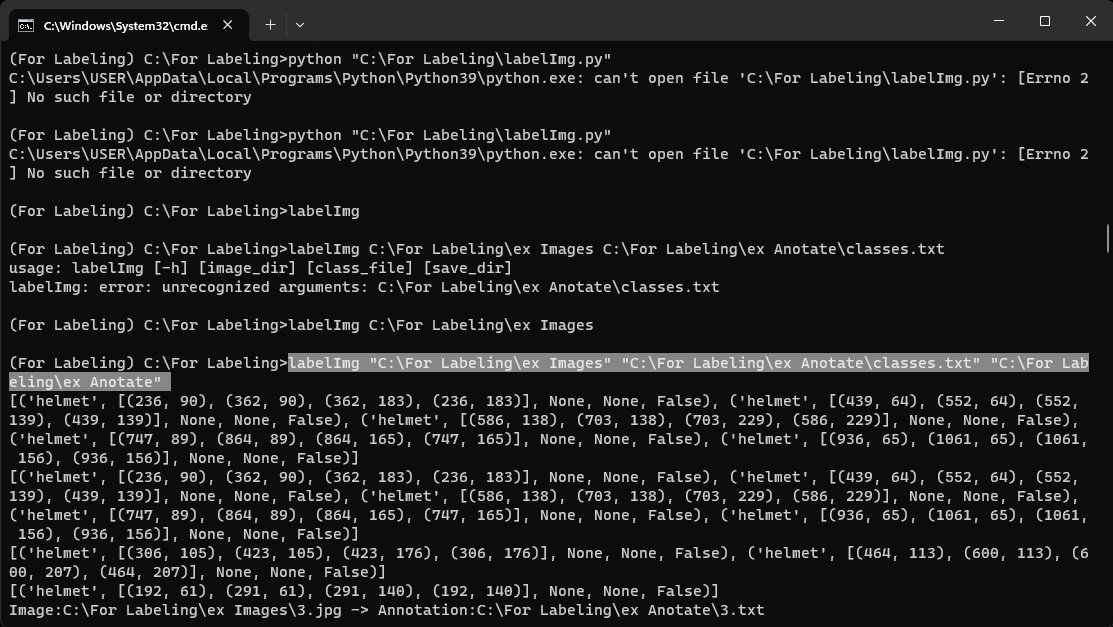 C:\Windows\System32\cmd.e
(For Labeling) C:\For Labeling>python "C:\For Labeling\labelImg.py"
C:\Users\USER\AppData\Local\Programs\Python\Python39\python.exe: can't open file 'C:\For Labeling\labelImg.py': [Errno 2
] No such file or directory
(For Labeling) C:\For Labeling>python "C:\For Labeling\labelImg.py"
C:\Users\USER\AppData\Local\Programs\Python\Python39\python.exe: can't open file 'C:\For Labeling\labelImg.py': [Errno 2
] No such file or directory
(For Labeling) C:\For Labeling>labelImg
(For Labeling) C:\For Labeling>labelImg C:\For Labeling\ex Images C:\For Labeling\ex Anotate\classes.txt
usage: labelImg [-h] [image_dir] [class_file] [save_dir]
labelImg: error: unrecognized arguments: C:\For Labeling\ex Anotate\classes.txt
(For Labeling) C:\For Labeling>labelImg C:\For Labeling\ex Images
(For Labeling) C:\For Labeling>labelImg "C:\For Labeling\ex Images" "C:\For Labeling\ex Anotate\classes.txt" "C:\For Lab
eling\ex Anotate"
[('helmet', [(236, 90), (362, 90), (362, 183), (236, 183)], None, None, False), ('helmet', [(439, 64), (552, 64), (552,
139), (439, 139)], None, None, False), ('helmet', [(586, 138), (703, 138), (703, 229), (586, 229)], None, None, False),
('helmet', [(747, 89), (864, 89), (864, 165), (747, 165)], None, None, False), ('helmet', [(936, 65), (1061, 65), (1061,
156), (936, 156)], None, None, False)]
[('helmet', [(236, 90), (362, 90), (362, 183), (236, 183)], None, None, False), ('helmet', [(439, 64), (552, 64), (552,
139), (439, 139)], None, None, False), ('helmet', [(586, 138), (703, 138), (703, 229), (586, 229)], None, None, False),
('helmet', [(747, 89), (864, 89), (864, 165), (747, 165)], None, None, False), ('helmet', [(936, 65), (1061, 65), (1061,
156), (936, 156)], None, None, False)]
[('helmet', [(306, 105), (423, 105), (423, 176), (306, 176)], None, None, False), ('helmet', [(464, 113), (600, 113), (6
00, 207), (464, 207)], None, None, False)]
[('helmet', [(192, 61), (291, 61), (291, 140), (192, 140)], None, None, False)]
Image:C:\For Labeling\ex Images\3.jpg -> Annotation:C:\For Labeling\ex Anotate\3.txt